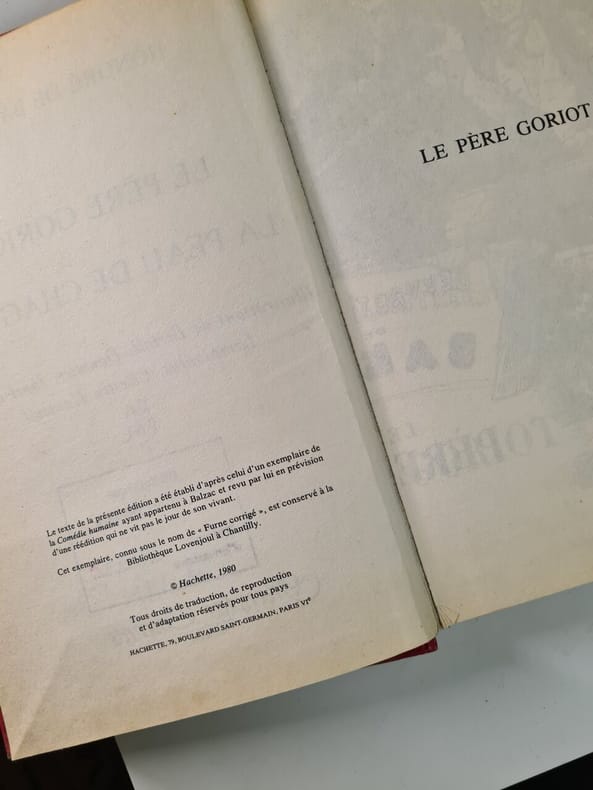 Le texte de la présente édition a été établi d'après celui d'un exemplaire de
la Comédie humaine ayant appartenu à Balzac et revu par lui en prévision
d'une réédition qui ne vit pas le jour de son vivant.
Cet exemplaire, connu sous le nom de « Furne corrigé », est conservé à la
Bibliothèque Lovenjoul à Chantilly.
© Hachette, 1980
Tous droits de traduction, de reproduction
et d'adaptation réservés pour tous pays
HACHETTE, 79, BOULEVARD SAINT-GERMAIN, PARIS VIᵉ
LE PÈRE GORIOT